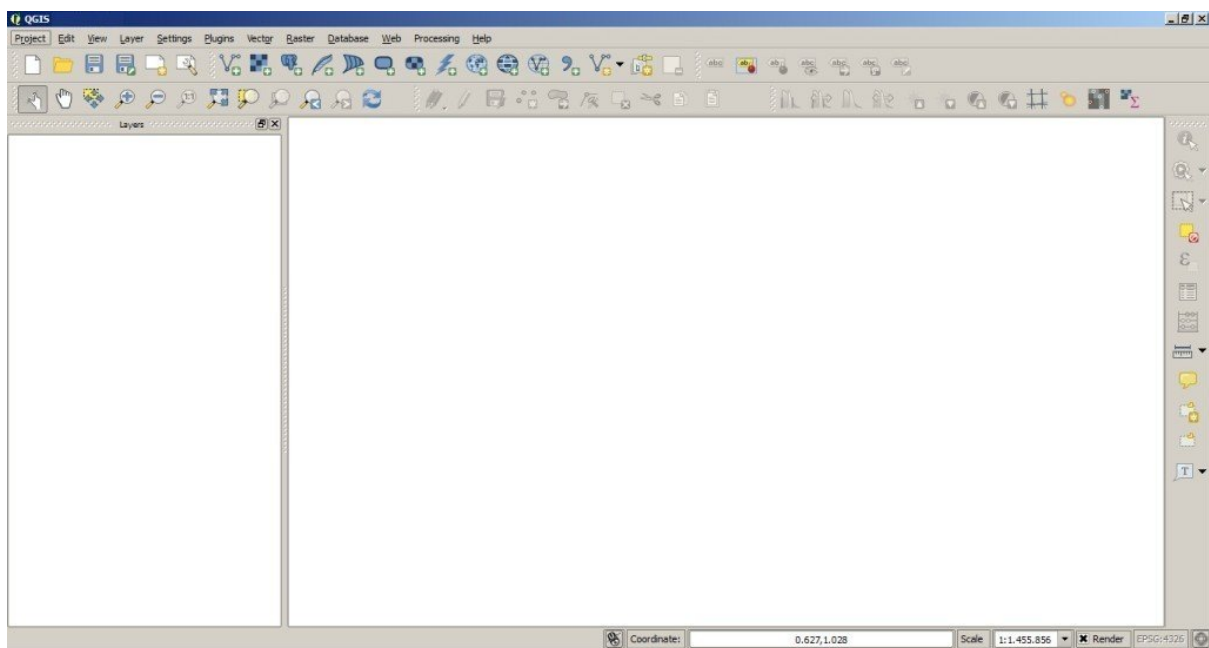 QGIS
Project Edit View Layer Settings Plugins Vector Raster Database Web Processing Help
Layers
Coordinate: 0.627,1.028 Scale 1:1.455.856 Render EPSG:4326